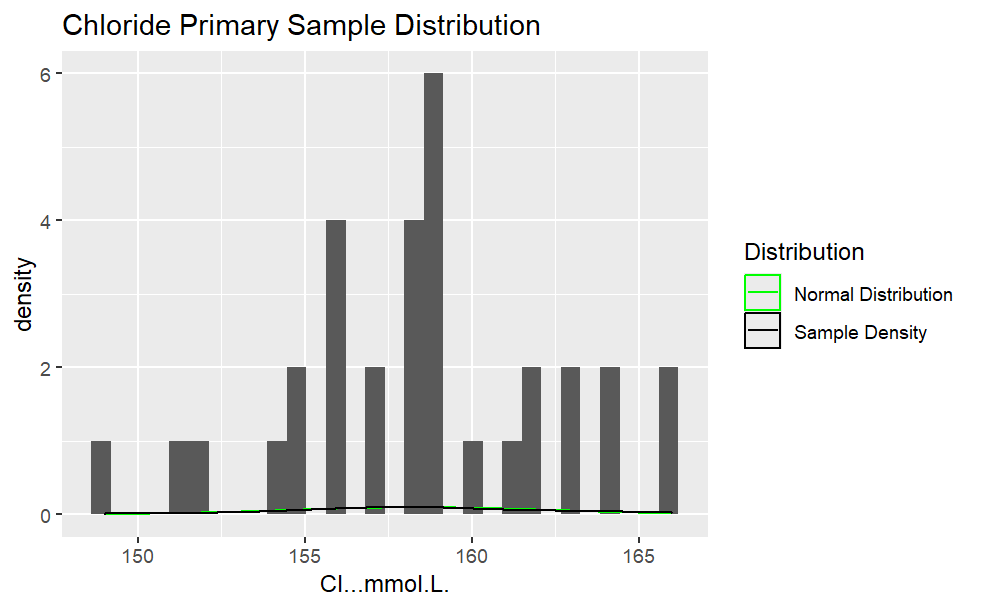 Chloride Primary Sample Distribution
6
4
2
0
density
150
155
160
165
Cl...mmol.L.
Distribution
Normal Distribution
Sample Density